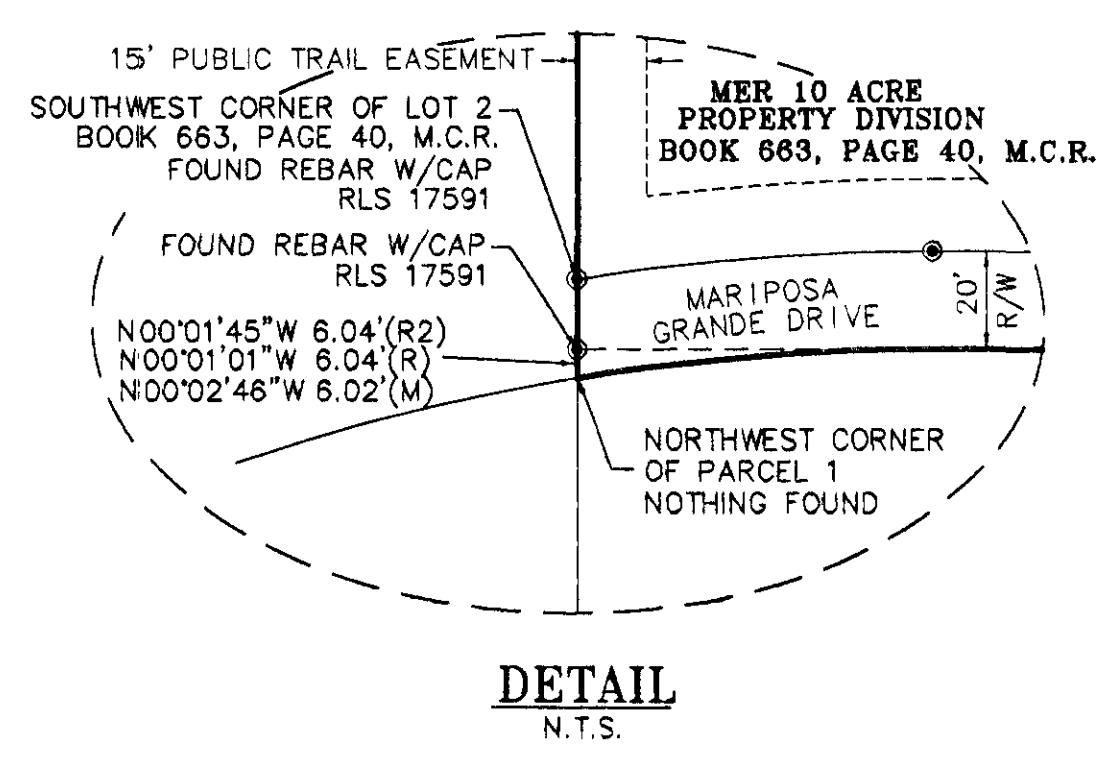 15' PUBLIC TRAIL EASEMENT
SOUTHWEST CORNER OF LOT 2
BOOK 663, PAGE 40, M.C.R.
FOUND REBAR W/CAP
RLS 17591
MER 10 ACRE
PROPERTY DIVISION
BOOK 663, PAGE 40, M.C.R.
FOUND REBAR W/CAP
RLS 17591
MARIPOSA
GRANDE DRIVE
20'
R/W
N00°01'45"W 6.04'(R2)
N00°01'01"W 6.04'(R)
N00°02'46"W 6.02'(M)
NORTHWEST CORNER
OF PARCEL 1
NOTHING FOUND
DETAIL
N.T.S.